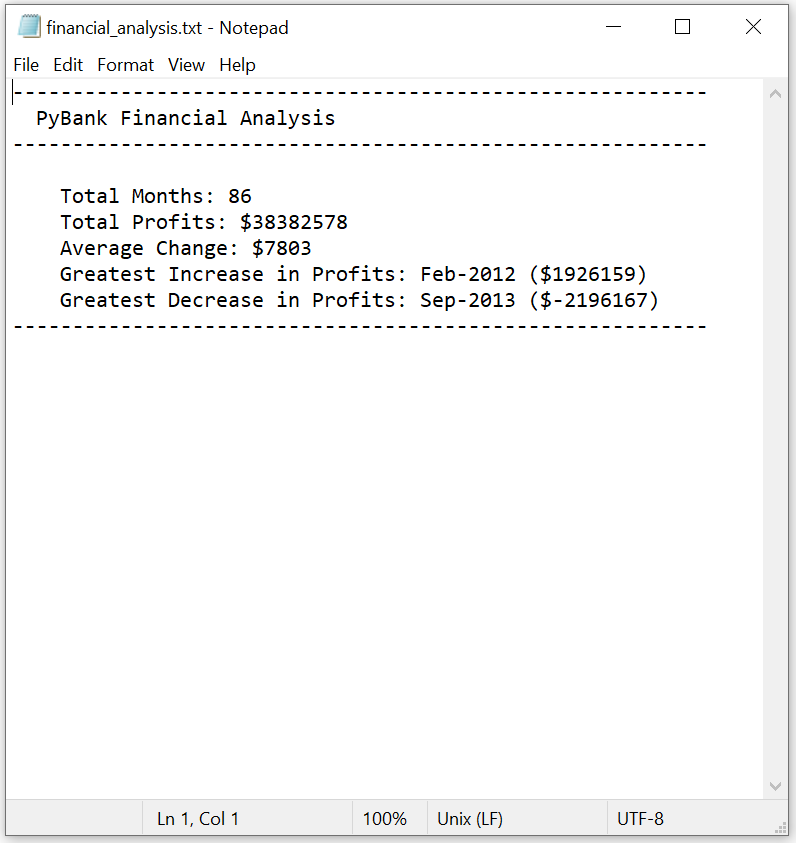 financial_analysis.txt - Notepad
File Edit Format View Help
----------------------------------------------------------
  PyBank Financial Analysis
----------------------------------------------------------

    Total Months: 86
    Total Profits: $38382578
    Average Change: $7803
    Greatest Increase in Profits: Feb-2012 ($1926159)
    Greatest Decrease in Profits: Sep-2013 ($-2196167)
----------------------------------------------------------
Ln 1, Col 1 100% Unix (LF) UTF-8